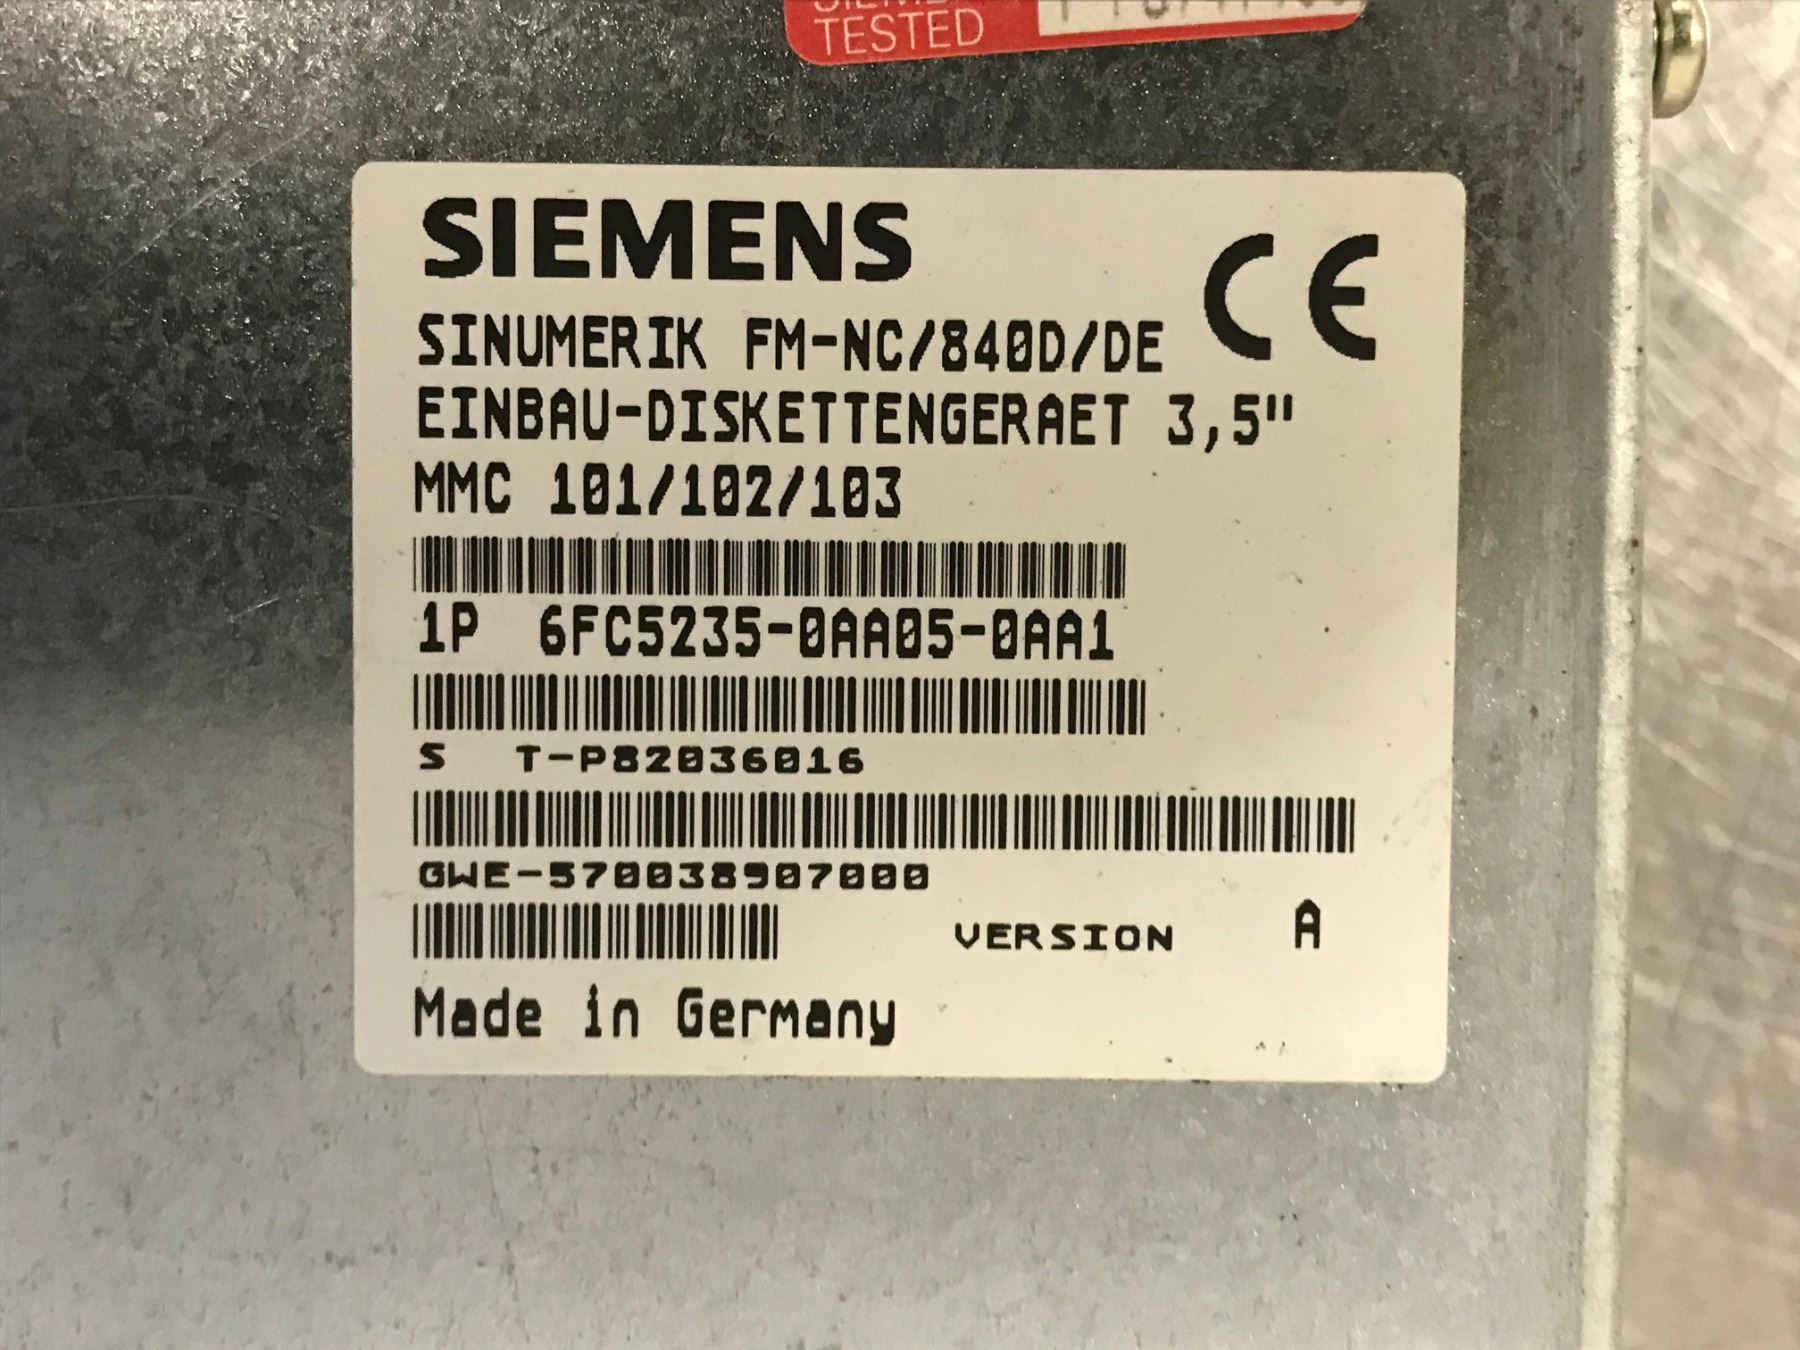 TESTED
SIEMENS
CE
SINUMERIK FM-NC/840D/DE
EINBAU-DISKETTENGERAET 3,5"
MMC 101/102/103
1P 6FC5235-0AA05-0AA1
S T-P82036016
GWE-570038907000
VERSION A
Made in Germany